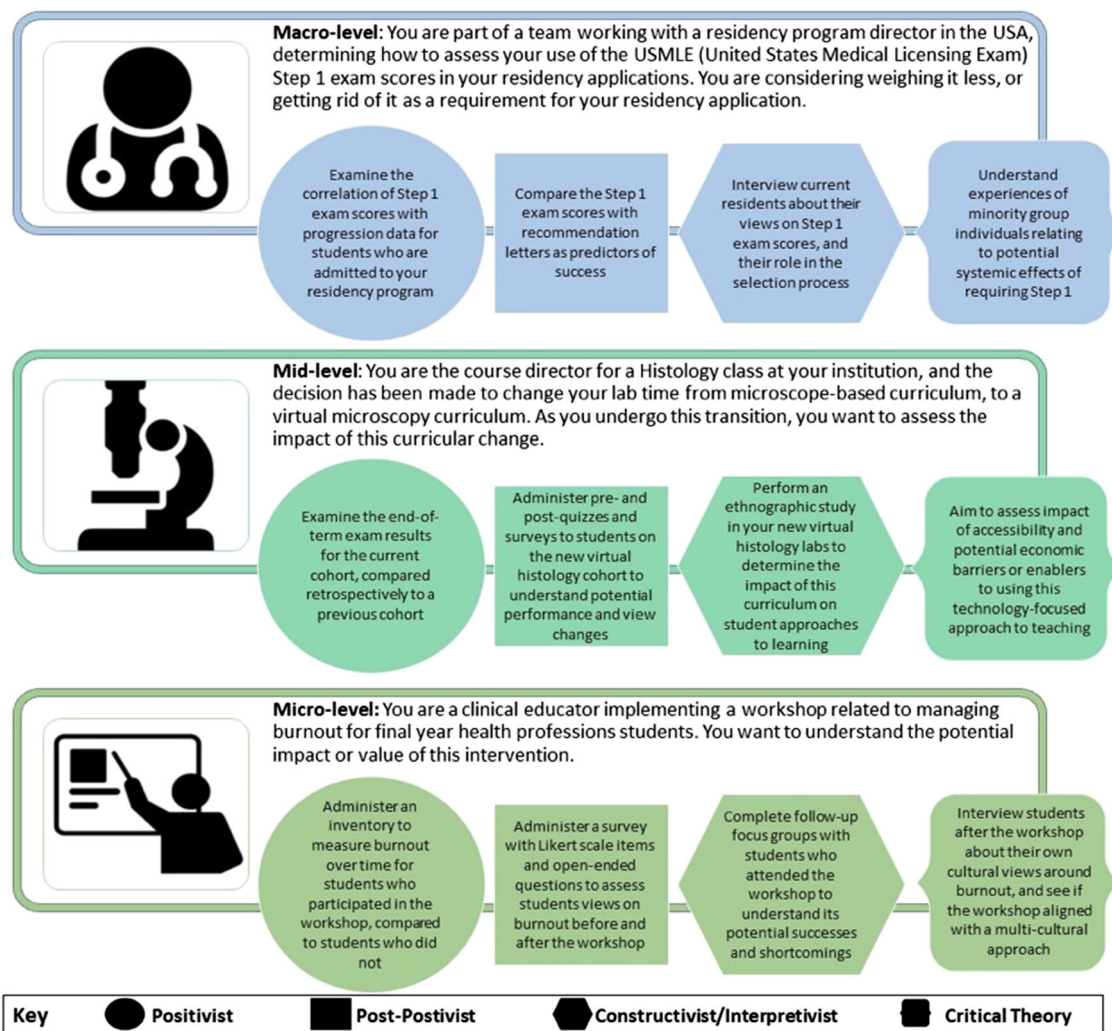 Macro-level: You are part of a team working with a residency program director in the USA,
determining how to assess your use of the USMLE (United States Medical Licensing Exam)
Step 1 exam scores in your residency applications. You are considering weighing it less, or
getting rid of it as a requirement for your residency application.
Examine the
correlation of Step 1
exam scores with
progression data for
students who are
admitted to your
residency program
Compare the Step 1
exam scores with
recommendation
letters as predictors of
success
Interview current
residents about their
views on Step 1
exam scores, and
their role in the
selection process
Understand
experiences of
minority group
individuals relating to
potential
systemic effects of
requiring Step 1
Mid-level: You are the course director for a Histology class at your institution, and the
decision has been made to change your lab time from microscope-based curriculum, to a
virtual microscopy curriculum. As you undergo this transition, you want to assess the
impact of this curricular change.
Examine the end-of-
term exam results
for the current
cohort, compared
retrospectively to a
previous cohort
Administer pre- and
post-quizzes and
surveys to students on
the new virtual
histology cohort to
understand potential
performance and view
changes
Perform an
ethnographic study
in your new virtual
histology labs to
determine the
impact of this
curriculum on
student approaches
to learning
Aim to assess impact
of accessibility and
potential economic
barriers or enablers
to using this
technology-focused
approach to teaching
Micro-level: You are a clinical educator implementing a workshop related to managing
burnout for final year health professions students. You want to understand the potential
impact or value of this intervention.
Administer an
inventory to
measure burnout
over time for
students who
participated in the
workshop, compared
to students who did
not
Administer a survey
with Likert scale items
and open-ended
questions to assess
students views on
burnout before and
after the workshop
Complete follow-up
focus groups with
students who
attended the
workshop to
understand its
potential successes
and shortcomings
Interview students
after the workshop
about their own
cultural views around
burnout, and see if
the workshop aligned
with a multi-cultural
approach
Key Positivist Post-Postivist Constructivist/Interpretivist Critical Theory